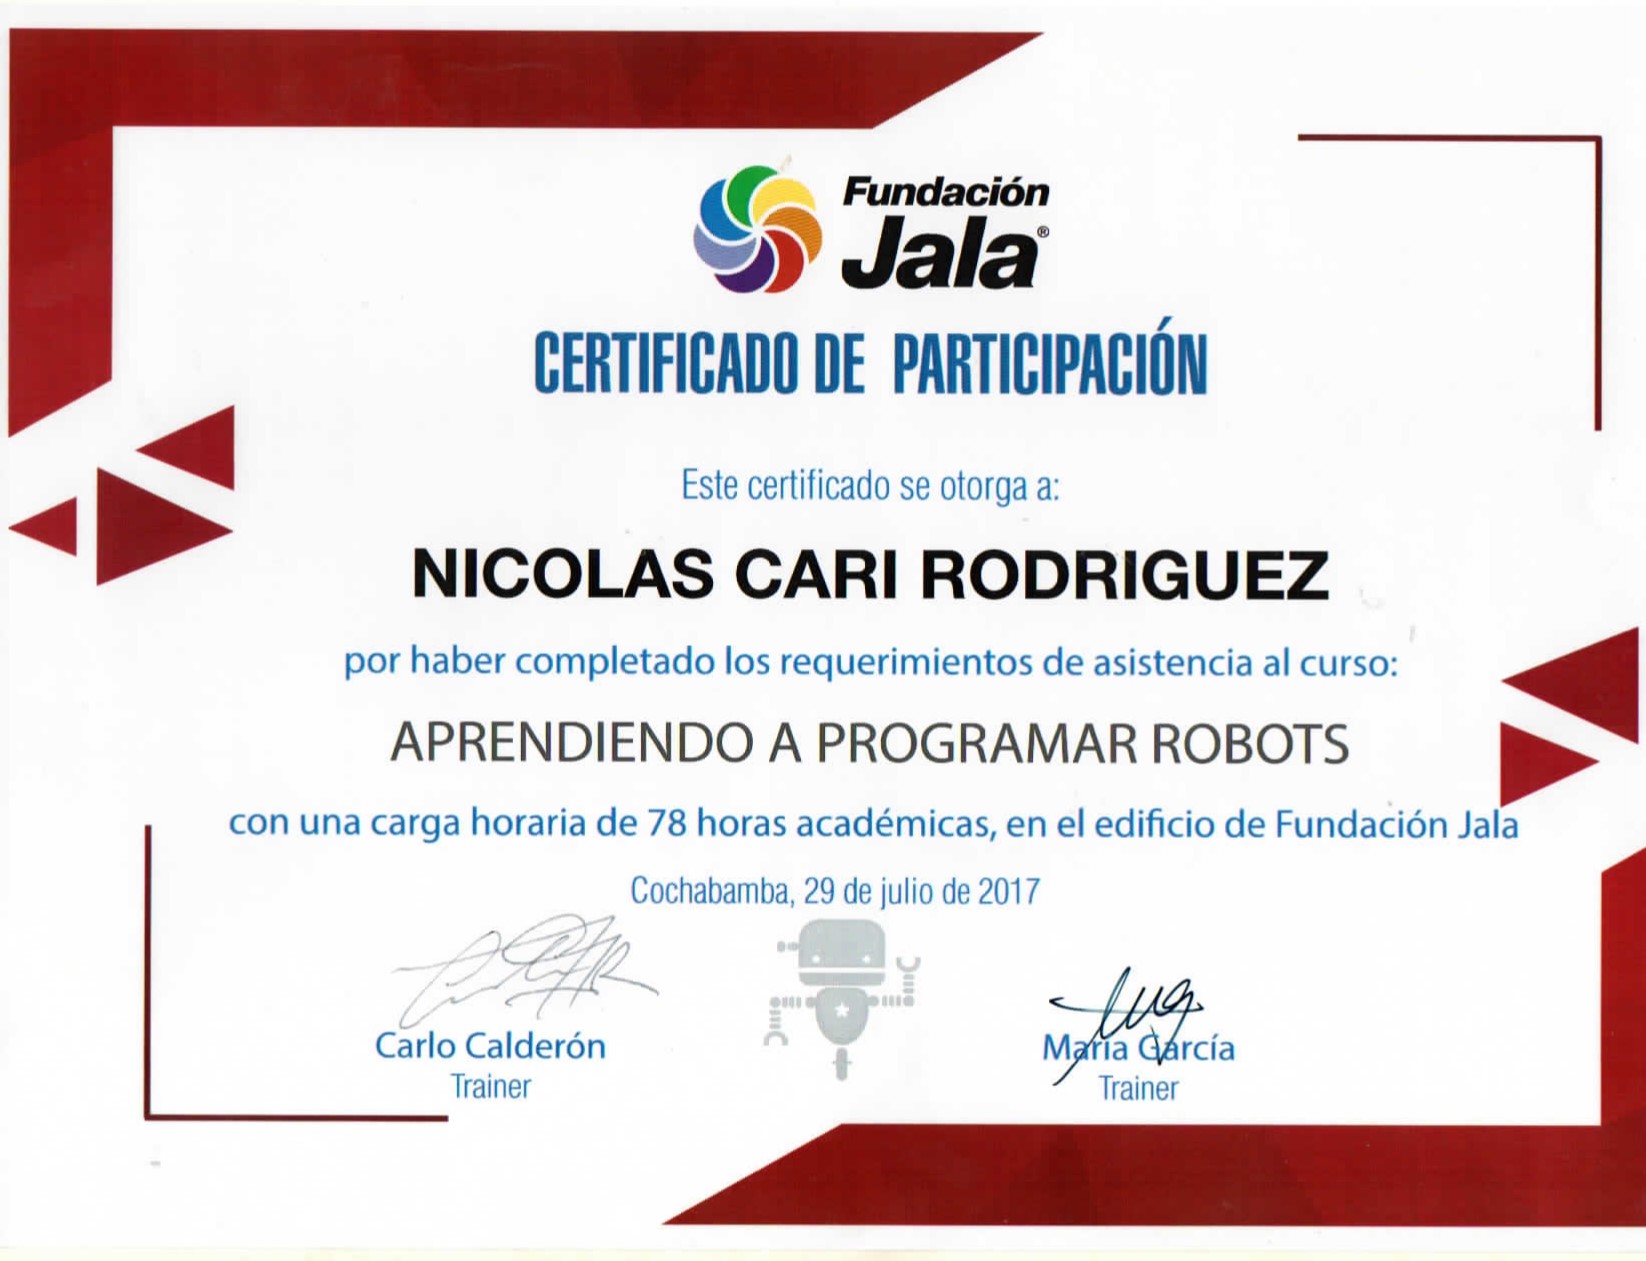 Fundación
Jala®
CERTIFICADO DE PARTICIPACIÓN
Este certificado se otorga a:
NICOLAS CARI RODRIGUEZ
por haber completado los requerimientos de asistencia al curso:
APRENDIENDO A PROGRAMAR ROBOTS
con una carga horaria de 78 horas académicas, en el edificio de Fundación Jala
Cochabamba, 29 de julio de 2017
Carlo Calderón
Trainer
María García
Trainer